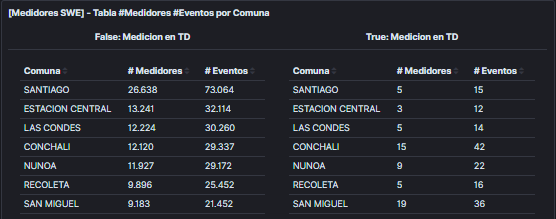 [Medidores SWE] - Tabla #Medidores #Eventos por Comuna
False: Medicion en TD
Comuna # Medidores # Eventos
SANTIAGO 26.638 73.064
ESTACION CENTRAL 13.241 32.114
LAS CONDES 12.224 30.260
CONCHALI 12.120 29.337
NUNOA 11.927 29.172
RECOLETA 9.896 25.452
SAN MIGUEL 9.183 21.452
True: Medicion en TD
Comuna # Medidores # Eventos
SANTIAGO 5 15
ESTACION CENTRAL 3 12
LAS CONDES 5 14
CONCHALI 15 42
NUNOA 9 22
RECOLETA 5 16
SAN MIGUEL 19 36